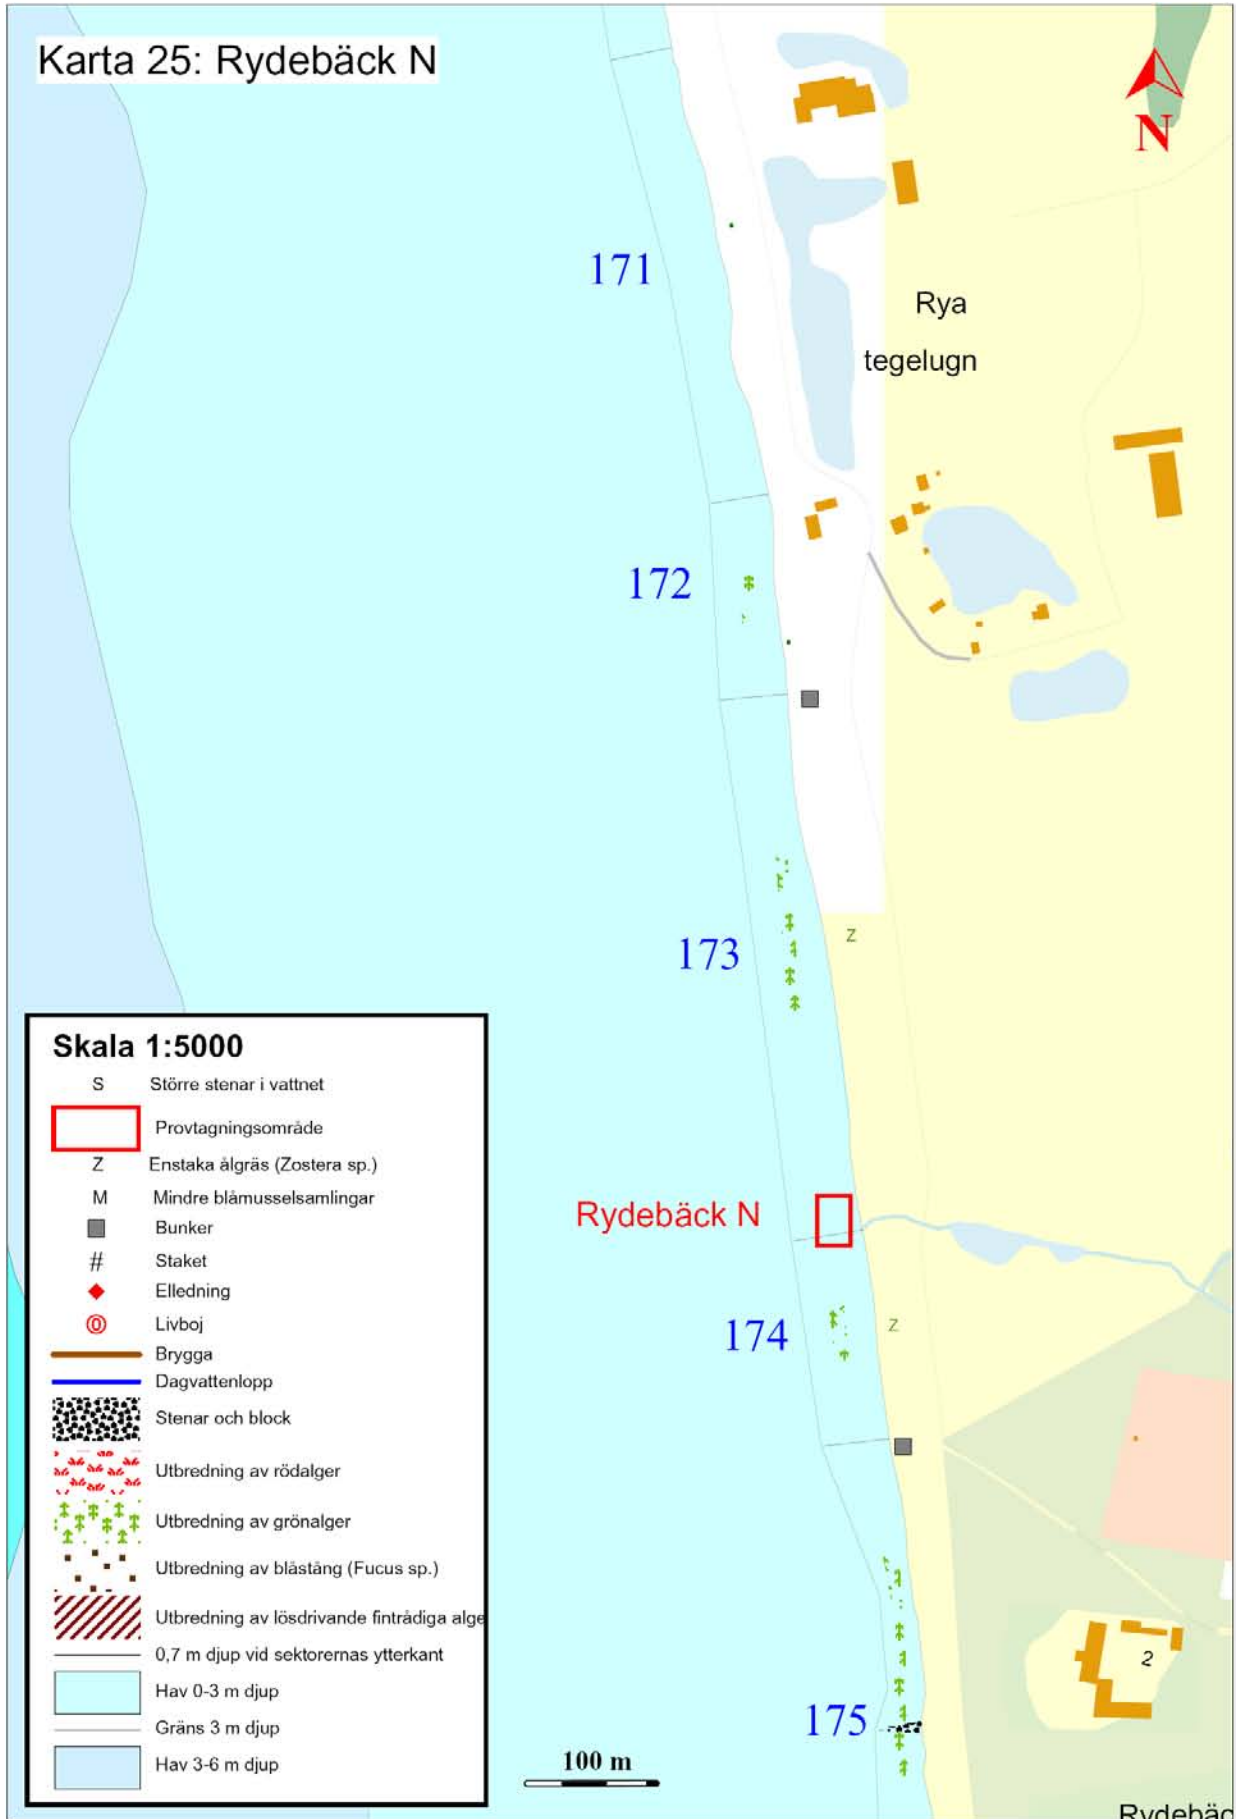 Karta 25: Rydebäck N
N
171
Rya
tegelugn
172
173
Z
Rydebäck N
174
Z
175
2
100 m
Rydebäc
Skala 1:5000
S Större stenar i vattnet
Provtagningsområde
Z Enstaka ålgräs (Zostera sp.)
M Mindre blåmusselsamlingar
Bunker
# Staket
Elledning
Livboj
Brygga
Dagvattenlopp
Stenar och block
Utbredning av rödalger
Utbredning av grönalger
Utbredning av blåstång (Fucus sp.)
Utbredning av lösdrivande fintrådiga alge
0,7 m djup vid sektorernas ytterkant
Hav 0-3 m djup
Gräns 3 m djup
Hav 3-6 m djup